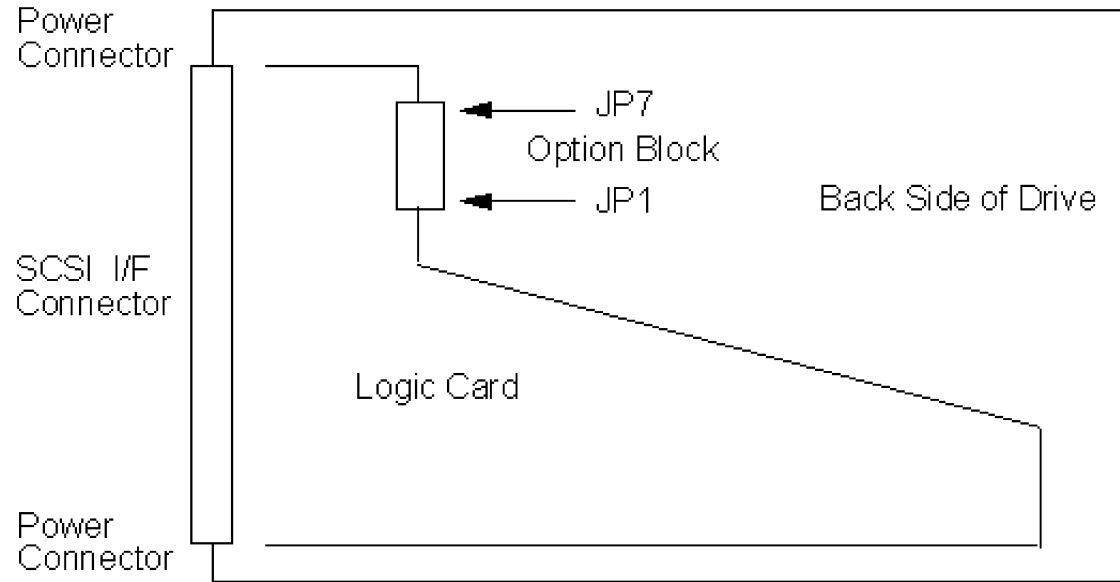 Power
Connector
JP7
Option Block
JP1
Back Side of Drive
SCSI I/F
Connector
Logic Card
Power
Connector